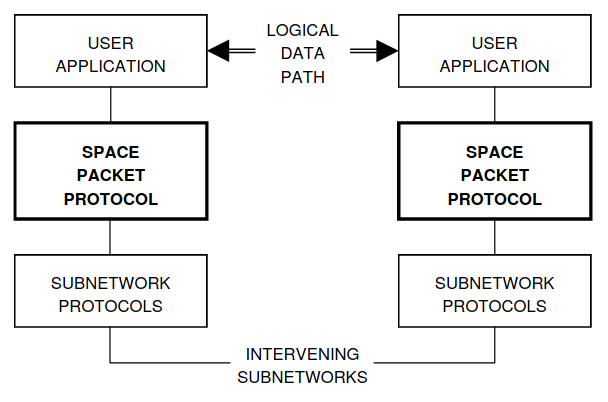 USER
APPLICATION
LOGICAL
DATA
PATH
USER
APPLICATION
SPACE
PACKET
PROTOCOL
SPACE
PACKET
PROTOCOL
SUBNETWORK
PROTOCOLS
SUBNETWORK
PROTOCOLS
INTERVENING
SUBNETWORKS